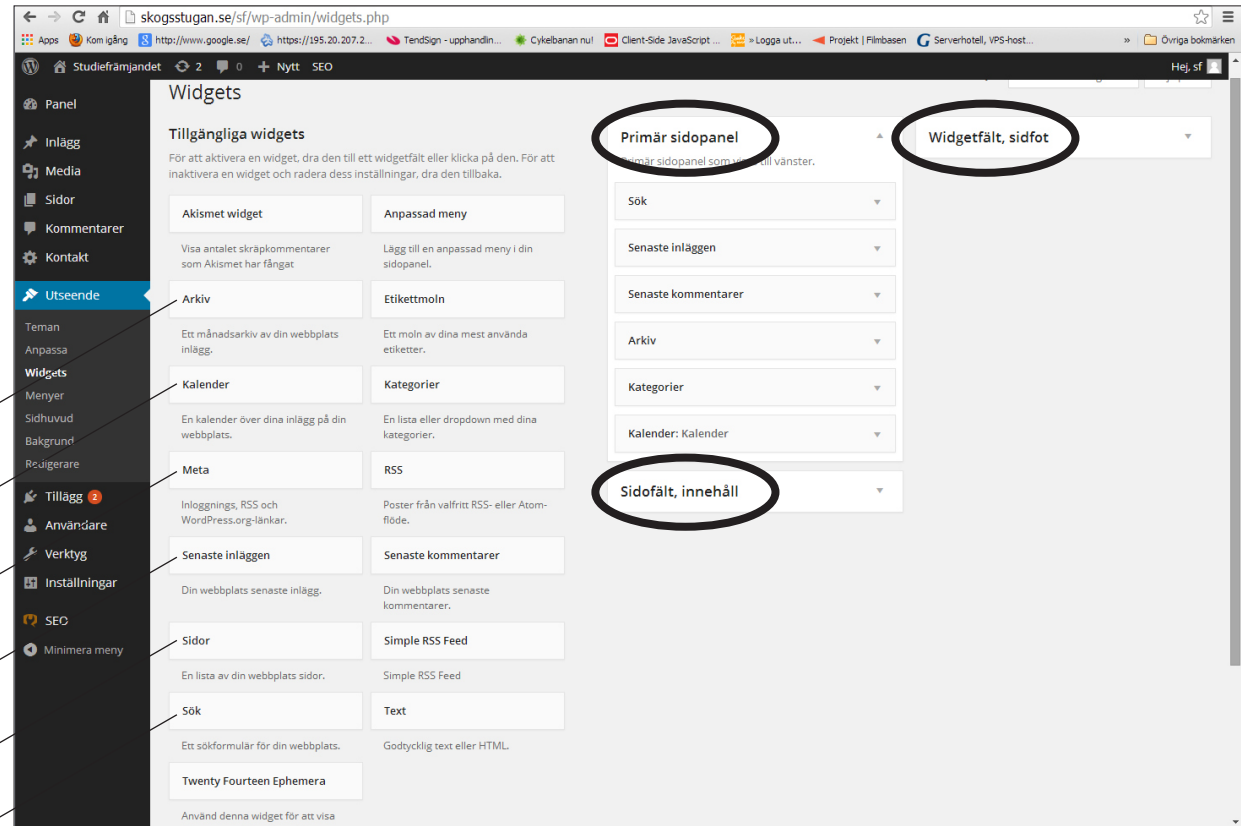 skogsstugan.se/sf/wp-admin/widgets.php
Apps Kom igång http://www.google.se/ https://195.20.207.2... TendSign - upphandlin... Cykelbanan nu! Client-Side JavaScript ... » Logga ut... Projekt | Filmbasen Serverhotell, VPS-host... » Övriga bokmärken
Studiefrämjandet 2 0 + Nytt SEO Hej, sf
Panel
Inlägg
Media
Sidor
Kommentarer
Kontakt
Utseende
Teman
Anpassa
Widgets
Menyer
Sidhuvud
Bakgrund
Redigerare
Tillägg 2
Användare
Verktyg
Inställningar
SEO
Minimera meny
Widgets
Tillgängliga widgets
För att aktivera en widget, dra den till ett widgetfält eller klicka på den. För att
inaktivera en widget och radera dess inställningar, dra den tillbaka.
Akismet widget
Visa antalet skräpkommentarer
som Akismet har fångat
Anpassad meny
Lägg till en anpassad meny i din
sidopanel.
Arkiv
Ett månadsarkiv av din webbplats
inlägg.
Etikettmoln
Ett moln av dina mest använda
etiketter.
Kalender
En kalender över dina inlägg på din
webbplats.
Kategorier
En lista eller dropdown med dina
kategorier.
Meta
Inloggnings, RSS och
WordPress.org-länkar.
RSS
Poster från valfritt RSS- eller Atom-
flöde.
Senaste inläggen
Din webbplats senaste inlägg.
Senaste kommentarer
Din webbplats senaste
kommentarer.
Sidor
En lista av din webbplats sidor.
Simple RSS Feed
Simple RSS Feed
Sök
Ett sökformulär för din webbplats.
Text
Godtycklig text eller HTML.
Twenty Fourteen Ephemera
Använd denna widget för att visa
Primär sidopanel
Primär sidopanel som till vänster.
Sök
Senaste inläggen
Senaste kommentarer
Arkiv
Kategorier
Kalender: Kalender
Sidofält, innehåll
Widgetfält, sidfot